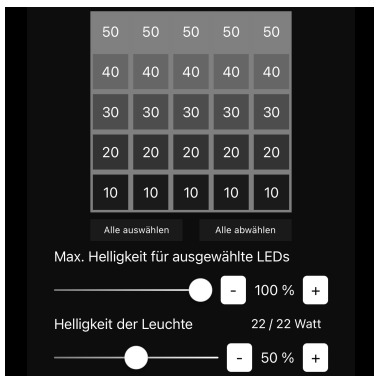 50 50 50 50 50
40 40 40 40 40
30 30 30 30 30
20 20 20 20 20
10 10 10 10 10
Alle auswählen Alle abwählen
Max. Helligkeit für ausgewählte LEDs
- 100 % +
Helligkeit der Leuchte 22 / 22 Watt
- 50 % +